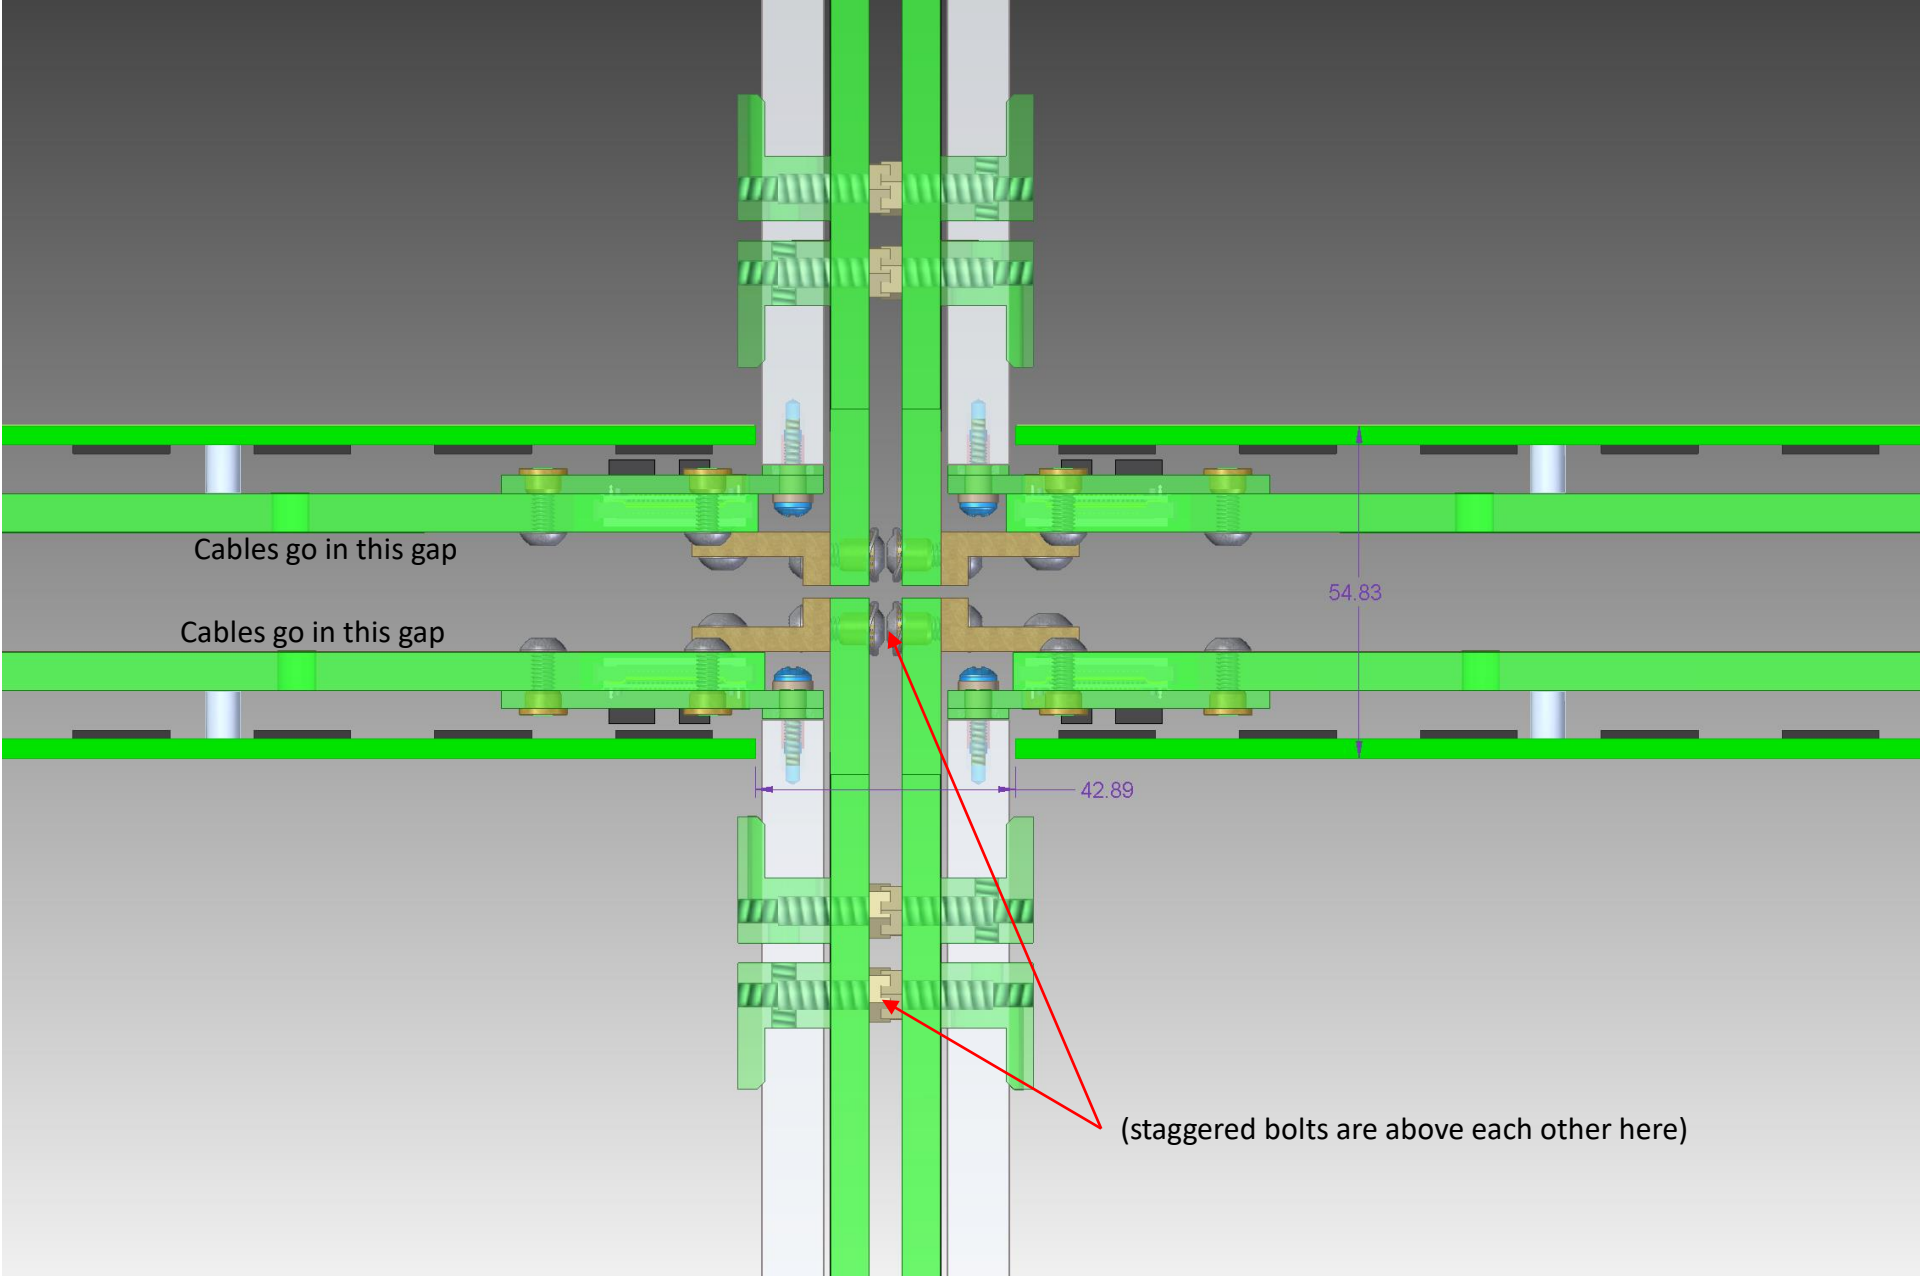 Cables go in this gap
54.83
Cables go in this gap
42.89
(staggered bolts are above each other here)